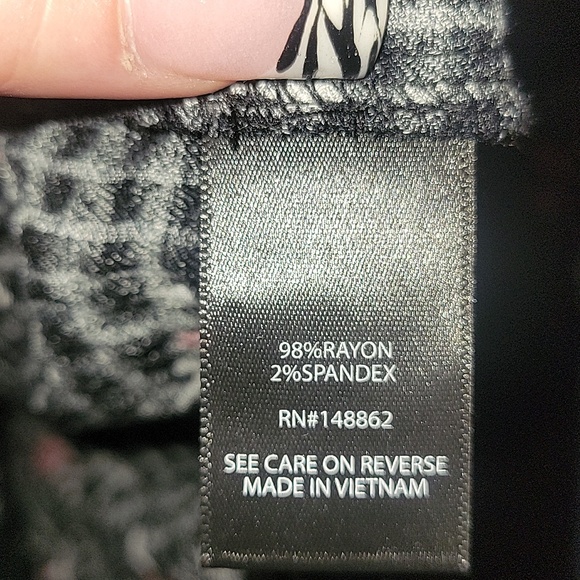 98%RAYON
2%SPANDEX
RN#148862
SEE CARE ON REVERSE
MADE IN VIETNAM